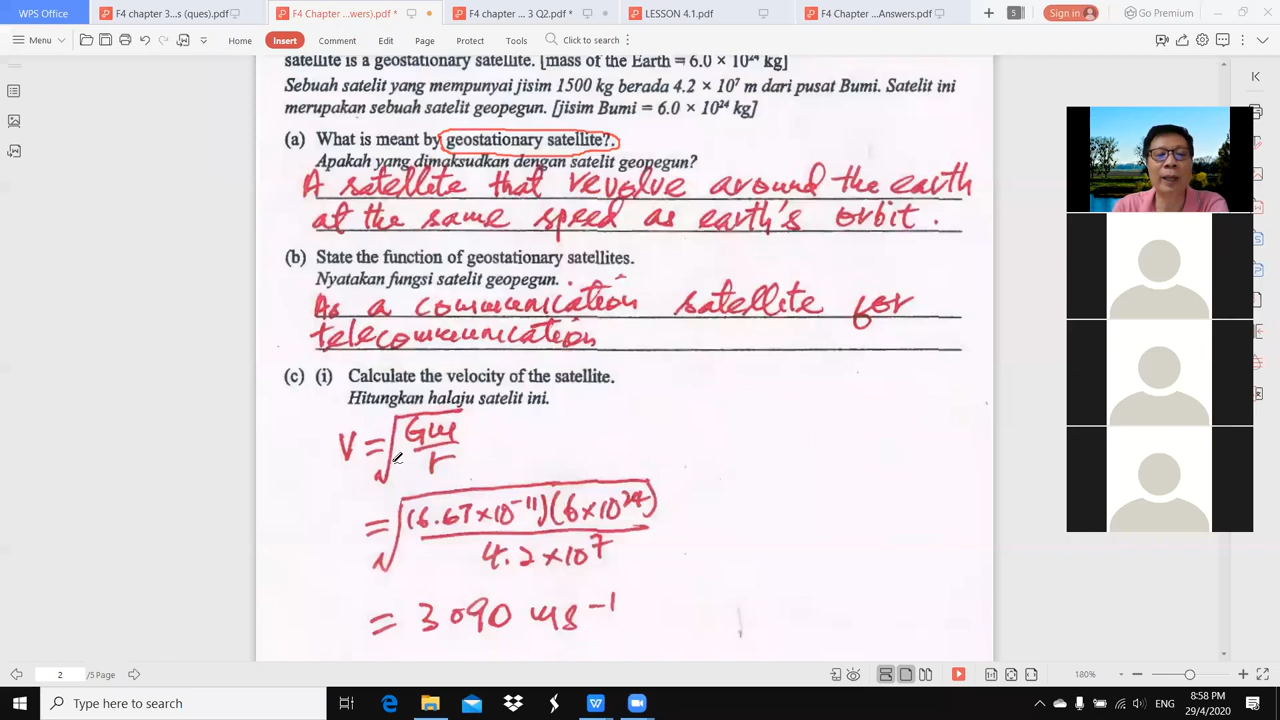 WPS Office
F4 chapter 3...s (ques).pdf
F4 Chapter ...wers).pdf *
F4 chapter ... 3 Q2.pdf *
LESSON 4.1.pdf
F4 Chapter ...Answers.pdf
Sign in
Go Premium
Menu
Home
Insert
Edit
Comments
Page
Protect
Tools
Click to search
satellite is a geostationary satellite. [mass of the Earth = 6.0 × 10²⁴ kg]
Sebuah satelit yang mempunyai jisim 1500 kg berada 4.2 × 10⁷ m dari pusat Bumi. Satelit ini
merupakan sebuah satelit geopegun. [jisim Bumi = 6.0 × 10²⁴ kg]
(a) What is meant by geostationary satellite?.
Apakah yang dimaksudkan dengan satelit geopegun?
A satellite that revolve around the earth
at the same speed as earth's orbit.
(b) State the function of geostationary satellites.
Nyatakan fungsi satelit geopegun.
As a communication satellite for
telecommunication
(c) (i) Calculate the velocity of the satellite.
Hitungkan halaju satelit ini.
V = √(GM/r)
= √((6.67×10⁻¹¹)(6×10²⁴)/4.2×10⁷)
= 3090 ms⁻¹
2 /5 Page
180%
Type here to search
ENG
8:58 PM
29/4/2020